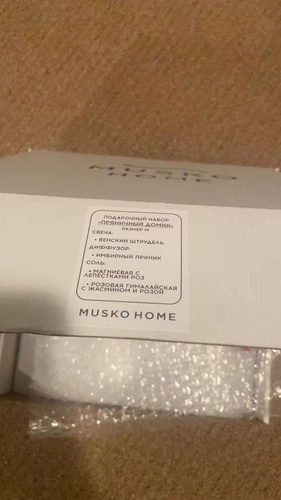 MUSKO
HOME
ПОДАРОЧНЫЙ НАБОР
«ПРЯНИЧНЫЙ ДОМИК»
РАЗМЕР М
СВЕЧА:
• ВЕНСКИЙ ШТРУДЕЛЬ
ДИФФУЗОР:
• ИМБИРНЫЙ ПРЯНИК
СОЛЬ:
• МАГНИЕВАЯ С
ЛЕПЕСТКАМИ РОЗ
• РОЗОВАЯ ГИМАЛАЙСКАЯ
С ЖАСМИНОМ И РОЗОЙ
MUSKO HOME